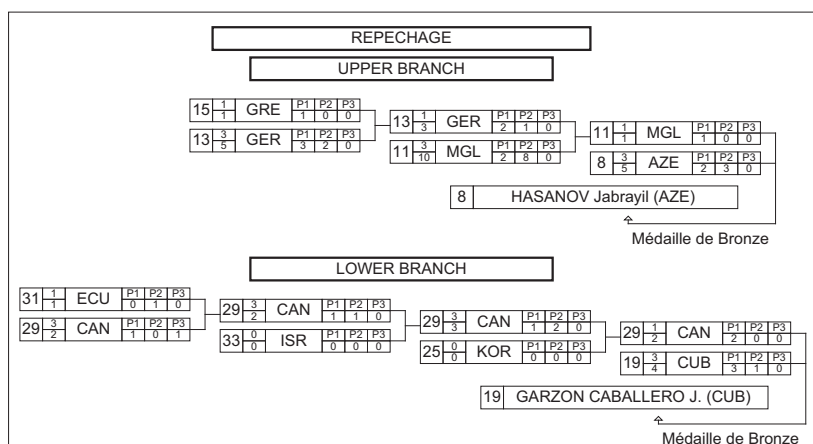 REPECHAGE
UPPER BRANCH
15 1 1 GRE P1 P2 P3 1 0 0
13 3 5 GER P1 P2 P3 3 2 0
13 1 3 GER P1 P2 P3 2 1 0
11 3 10 MGL P1 P2 P3 2 8 0
11 1 1 MGL P1 P2 P3 1 0 0
8 3 5 AZE P1 P2 P3 2 3 0
8 HASANOV Jabrayil (AZE)
Médaille de Bronze
LOWER BRANCH
31 1 1 ECU P1 P2 P3 0 1 0
29 3 2 CAN P1 P2 P3 1 0 1
29 3 2 CAN P1 P2 P3 1 1 0
33 0 0 ISR P1 P2 P3 0 0 0
29 3 3 CAN P1 P2 P3 1 2 0
25 0 0 KOR P1 P2 P3 0 0 0
29 1 2 CAN P1 P2 P3 2 0 0
19 3 4 CUB P1 P2 P3 3 1 0
19 GARZON CABALLERO J. (CUB)
Médaille de Bronze